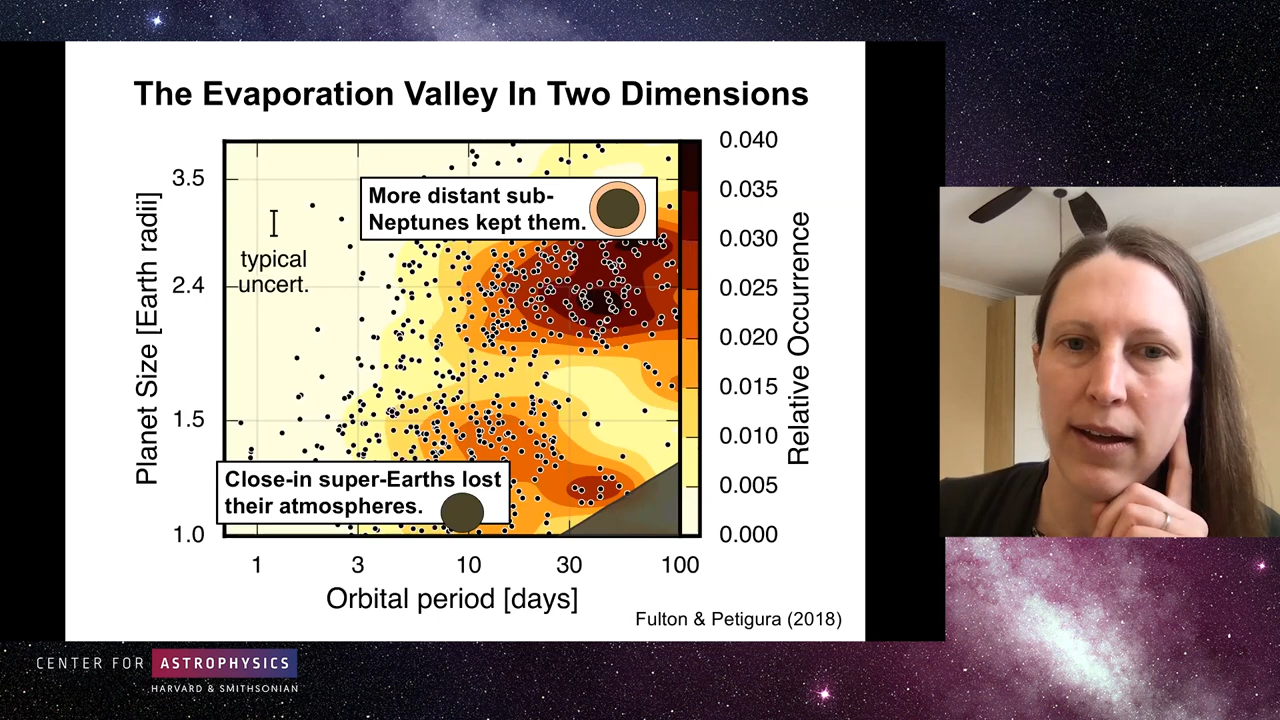 The Evaporation Valley In Two Dimensions
Planet Size [Earth radii]
3.5
2.4
1.5
1.0
typical
uncert.
More distant sub-
Neptunes kept them.
Close-in super-Earths lost
their atmospheres.
1 3 10 30 100
Orbital period [days]
0.040
0.035
0.030
0.025
0.020
0.015
0.010
0.005
0.000
Relative Occurrence
Fulton & Petigura (2018)
CENTER FOR ASTROPHYSICS
HARVARD & SMITHSONIAN